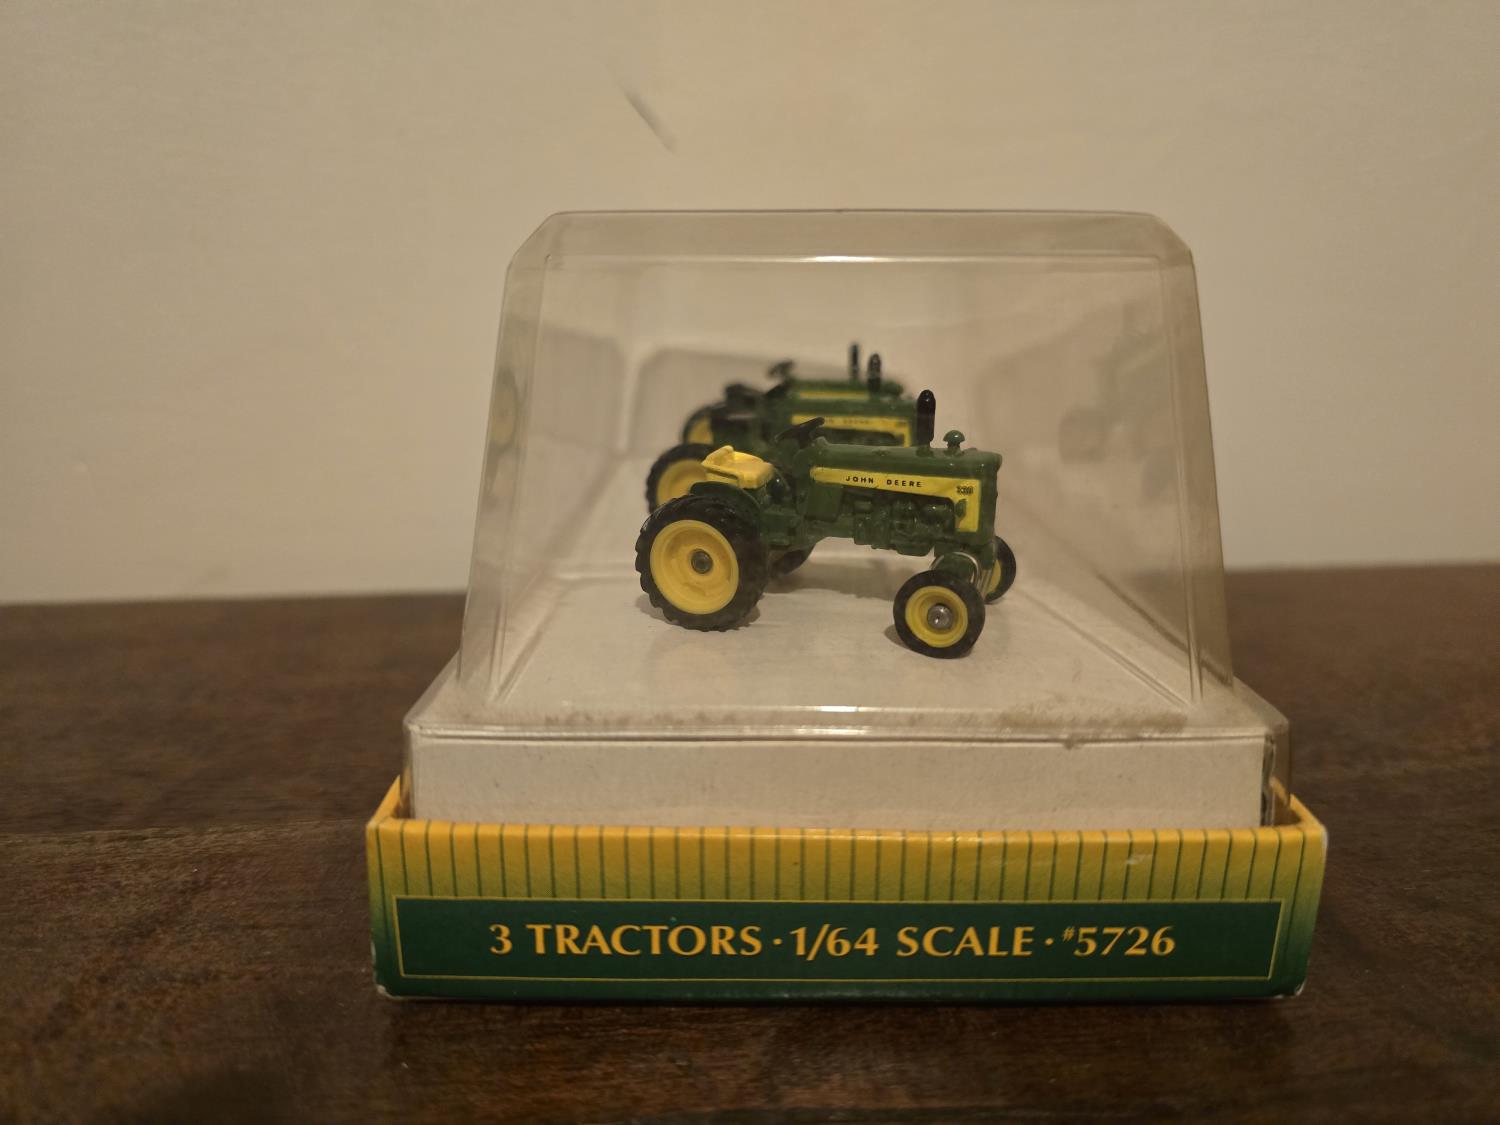 JOHN DEERE
3 TRACTORS · 1/64 SCALE · #5726